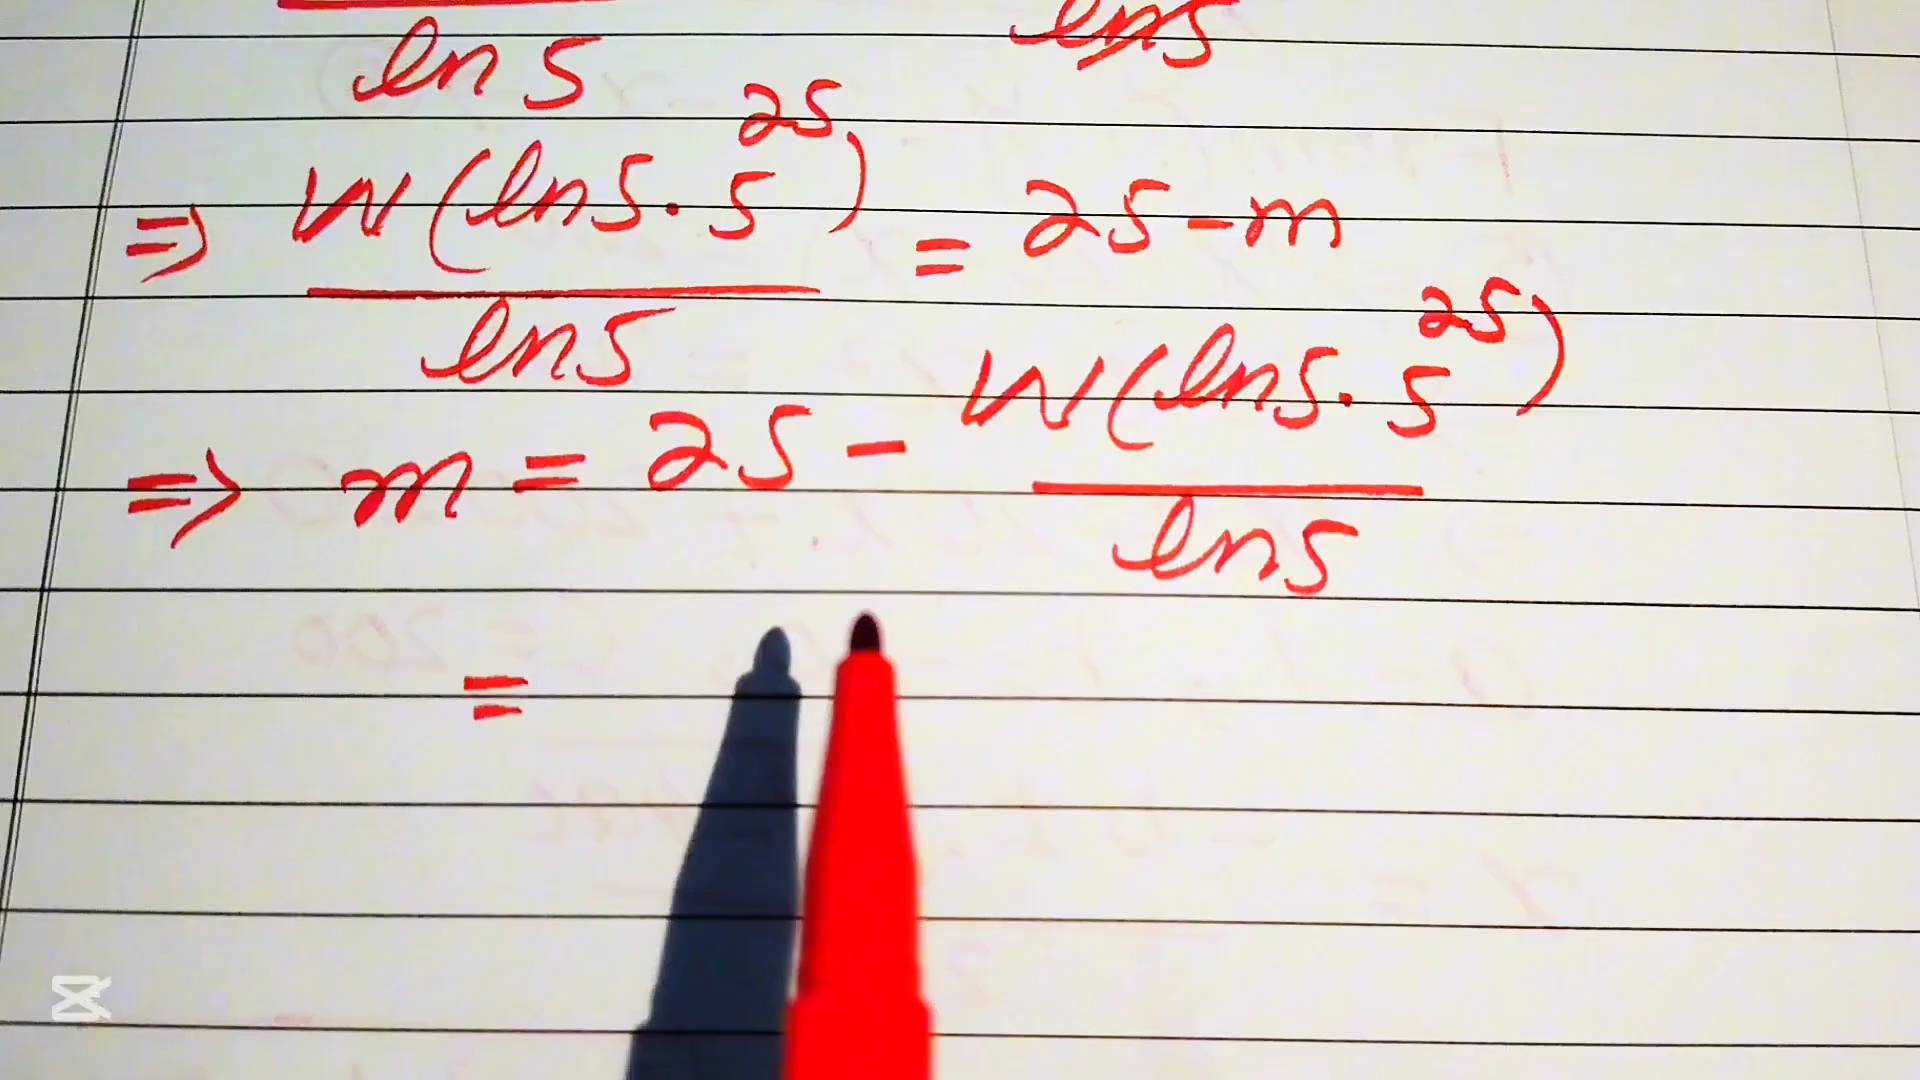 ln 5 ln5
⇒ W(ln5.5^25)/ln5 = 25-m
⇒ m = 25 - W(ln5.5^25)/ln5
=